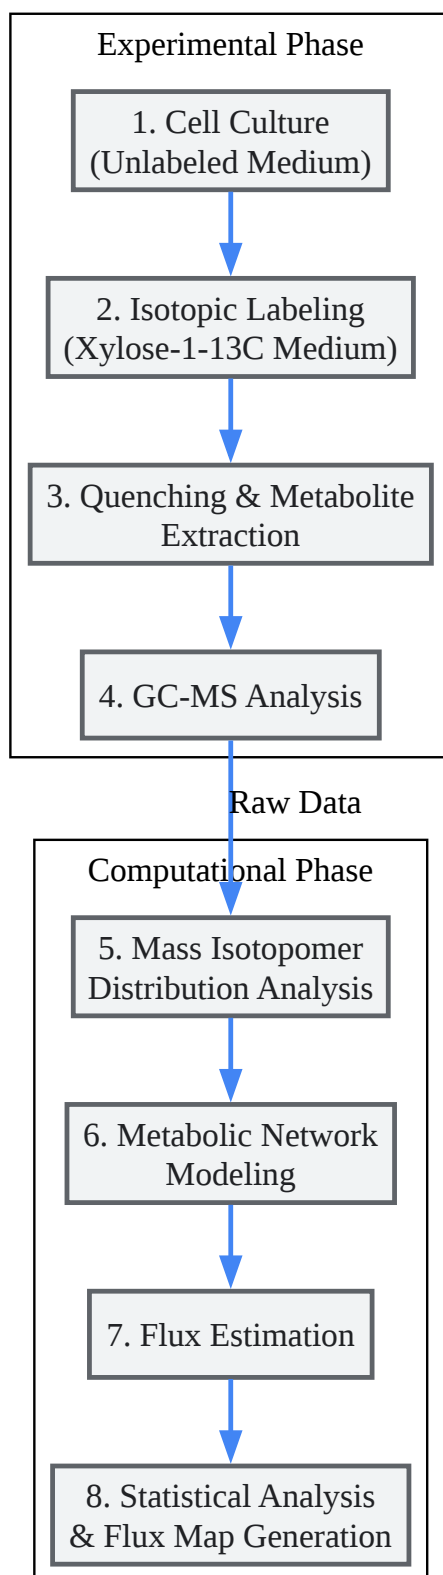 Experimental Phase
1. Cell Culture
(Unlabeled Medium)
2. Isotopic Labeling
(Xylose-1-13C Medium)
3. Quenching & Metabolite
Extraction
4. GC-MS Analysis
Raw Data
Computational Phase
5. Mass Isotopomer
Distribution Analysis
6. Metabolic Network
Modeling
7. Flux Estimation
8. Statistical Analysis
& Flux Map Generation